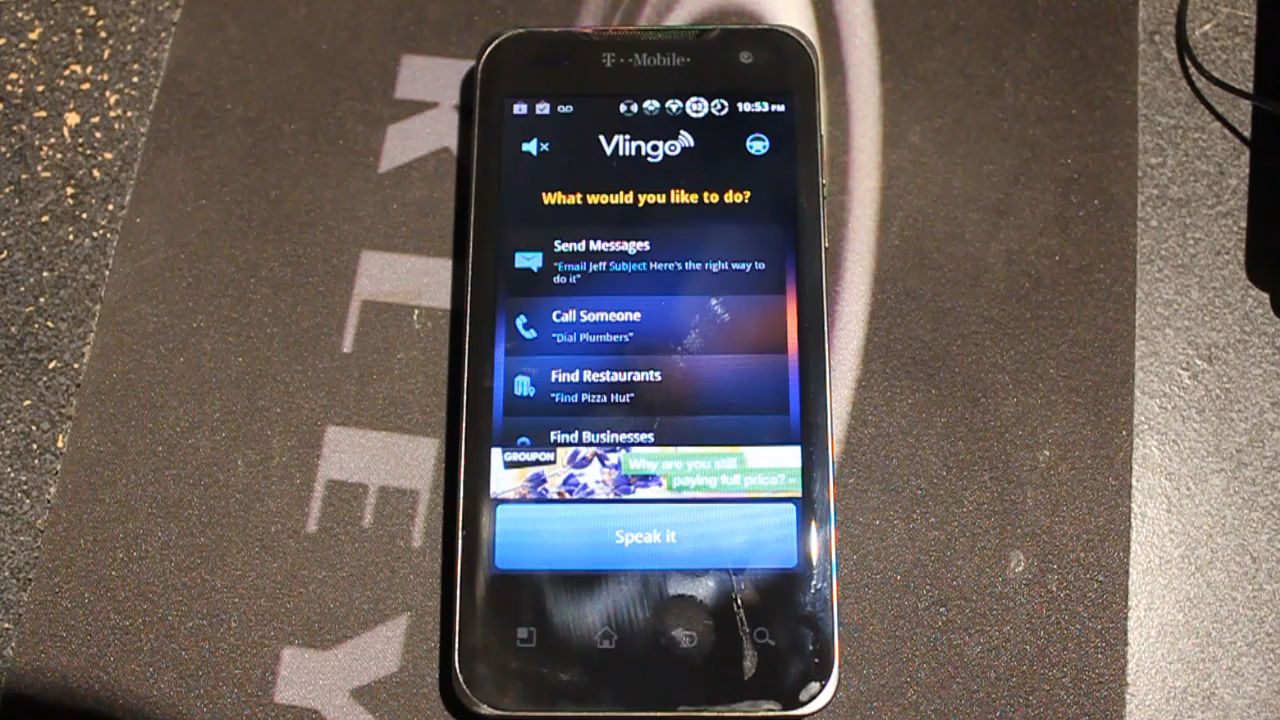 T··Mobile·
92
10:53 PM
Vlingo
What would you like to do?
Send Messages
"Email Jeff Subject Here's the right way to
do it"
Call Someone
"Dial Plumbers"
Find Restaurants
"Find Pizza Hut"
Find Businesses
GROUPON
Why are you still
paying full price? »
Speak it
KLEY